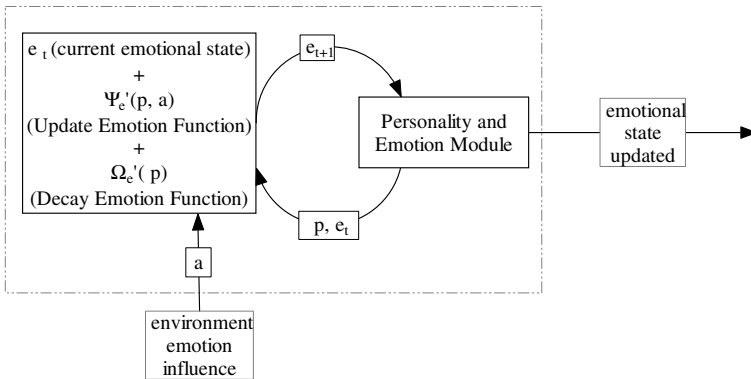 e t (current emotional state)
+
Ψe'(p, a)
(Update Emotion Function)
+
Ωe'( p)
(Decay Emotion Function)
et+1
Personality and
Emotion Module
emotional
state
updated
p, et
a
environment
emotion
influence